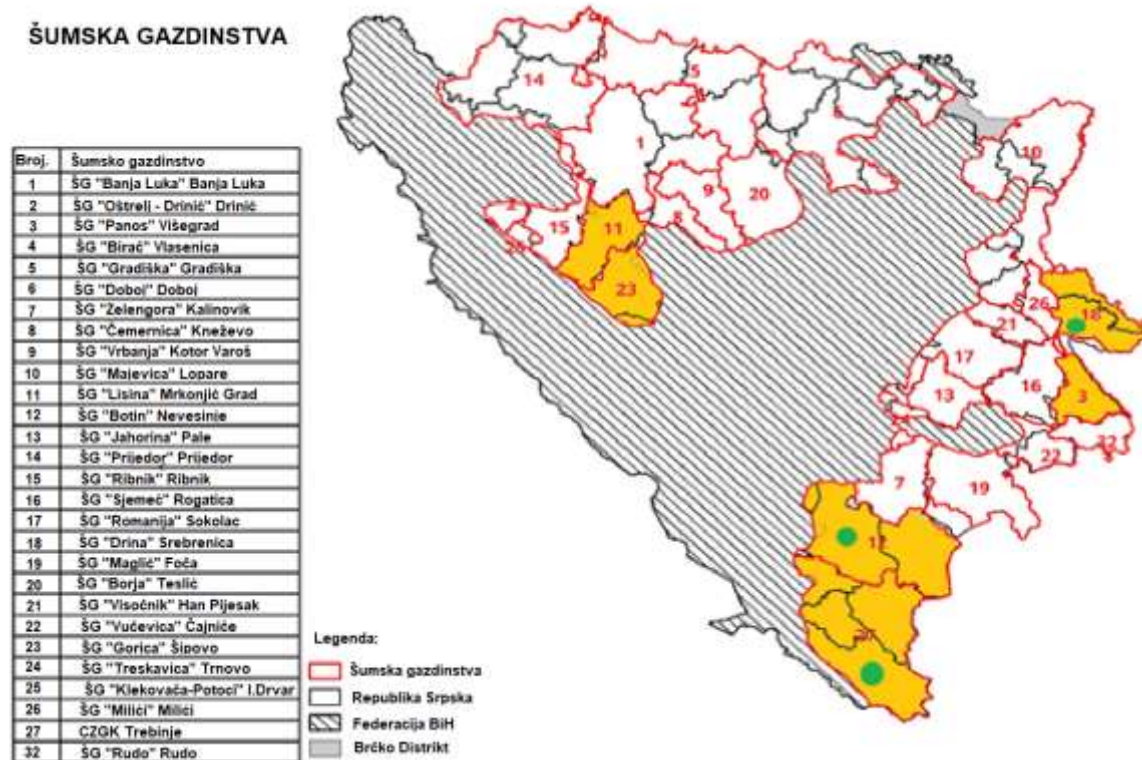 ŠUMSKA GAZDINSTVA
Broj. Šumsko gazdinstvo
1 ŠG "Banja Luka" Banja Luka
2 ŠG "Oštrelj - Drinić" Drinić
3 ŠG "Panos" Višegrad
4 ŠG "Birač" Vlasenica
5 ŠG "Gradiška" Gradiška
6 ŠG "Doboj" Doboj
7 ŠG "Zelengora" Kalinovik
8 ŠG "Čemernica" Kneževo
9 ŠG "Vrbanja" Kotor Varoš
10 ŠG "Majevica" Lopare
11 ŠG "Lisina" Mrkonjić Grad
12 ŠG "Botin" Nevesinje
13 ŠG "Jahorina" Pale
14 ŠG "Prijedor" Prijedor
15 ŠG "Ribnik" Ribnik
16 ŠG "Sjemeć" Rogatica
17 ŠG "Romanija" Sokolac
18 ŠG "Drina" Srebrenica
19 ŠG "Maglić" Foča
20 ŠG "Borja" Teslić
21 ŠG "Visočnik" Han Pijesak
22 ŠG "Vučevica" Čajniče
23 ŠG "Gorica" Šipovo
24 ŠG "Treskavica" Trnovo
25 ŠG "Klekovača-Potoci" I.Drvar
26 ŠG "Milići" Milići
27 CZGK Trebinje
32 ŠG "Rudo" Rudo
Legenda:
Šumska gazdinstva
Republika Srpska
Federacija BiH
Brčko Distrikt
14
5
1
10
9
20
8
15
11
23
26
18
21
17
16
13
3
22
7
19